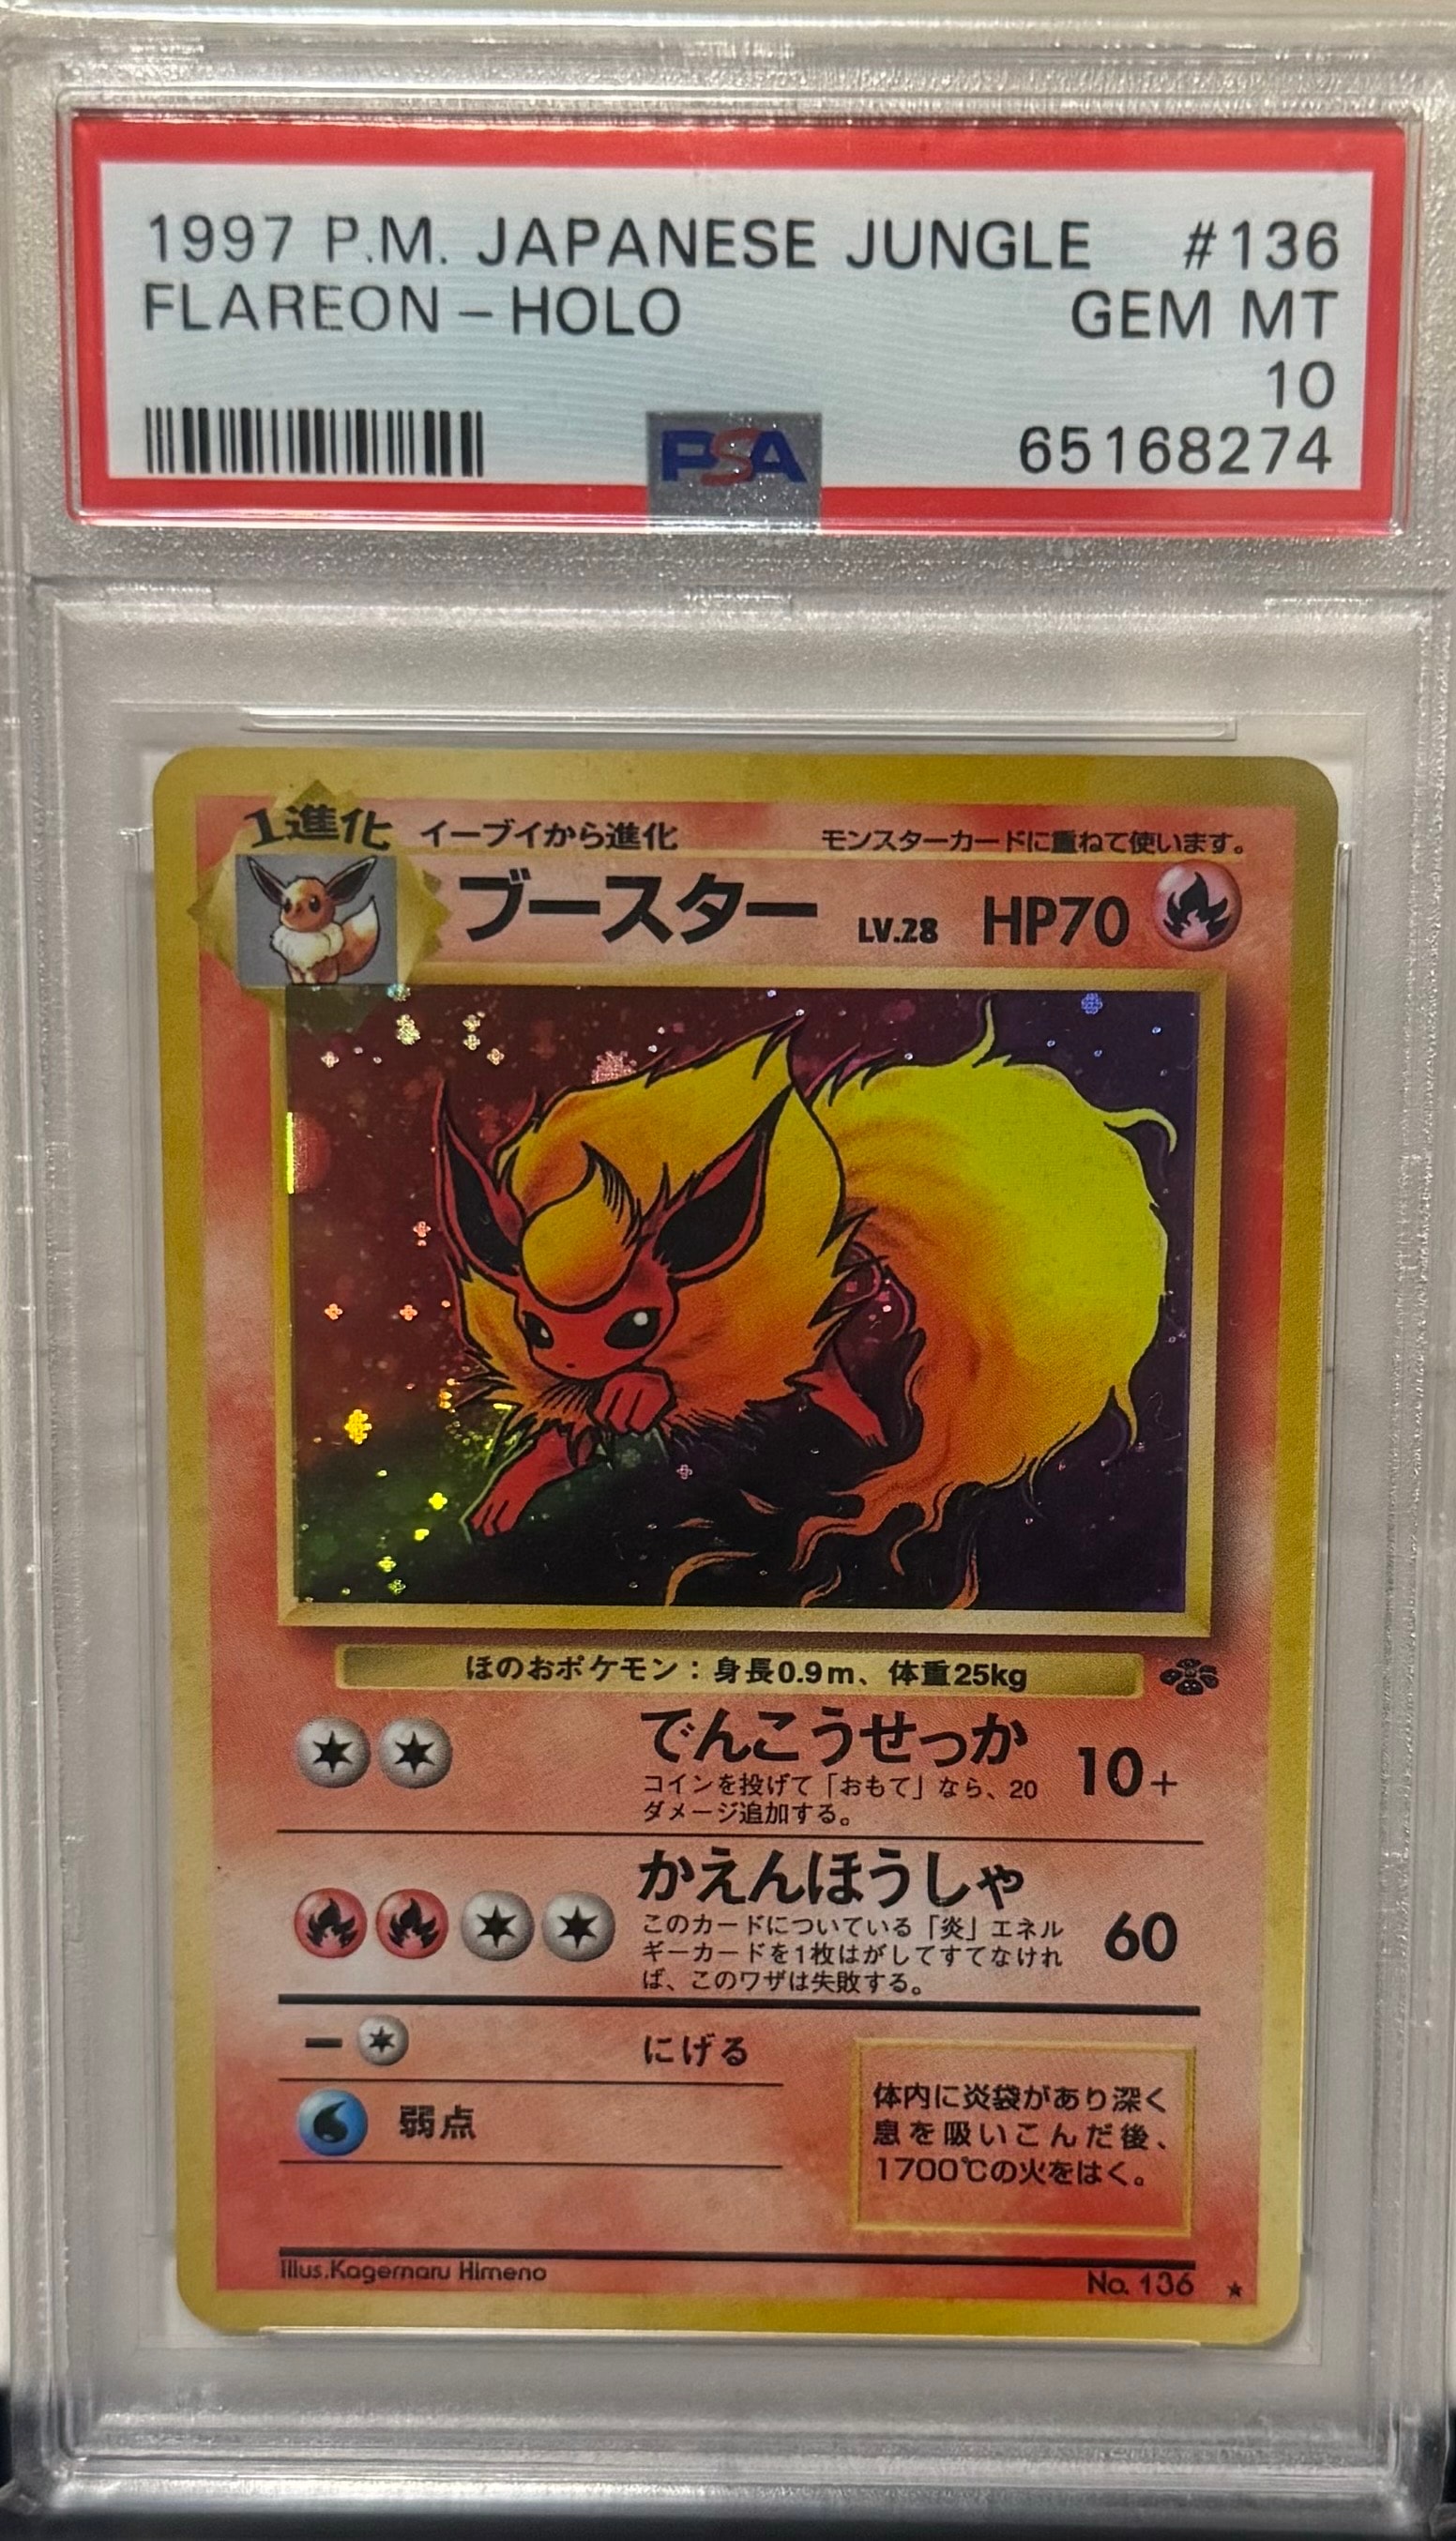 1997 P.M. JAPANESE JUNGLE #136
FLAREON - HOLO GEM MT
10
PSA 65168274
1進化 イーブイから進化 モンスターカードに重ねて使います。
ブースター LV.28 HP70
ほのおポケモン：身長0.9m、体重25kg
でんこうせっか 10+
コインを投げて「おもて」なら、20
ダメージ追加する。
かえんほうしゃ 60
このカードについている「炎」エネル
ギーカードを1枚はがしてすてなけれ
ば、このワザは失敗する。
にげる
弱点
体内に炎袋があり深く
息を吸いこんだ後、
1700℃の火をはく。
Illus.Kagemaru Himeno No. 136 ★